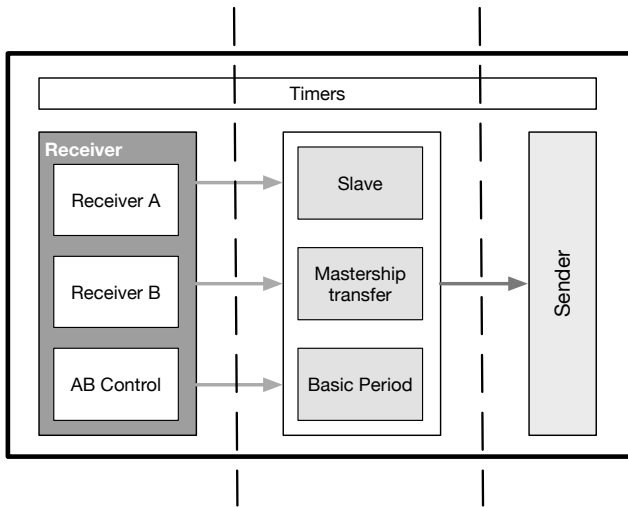 Timers
Receiver
Receiver A
Receiver B
AB Control
Slave
Mastership
transfer
Basic Period
Sender